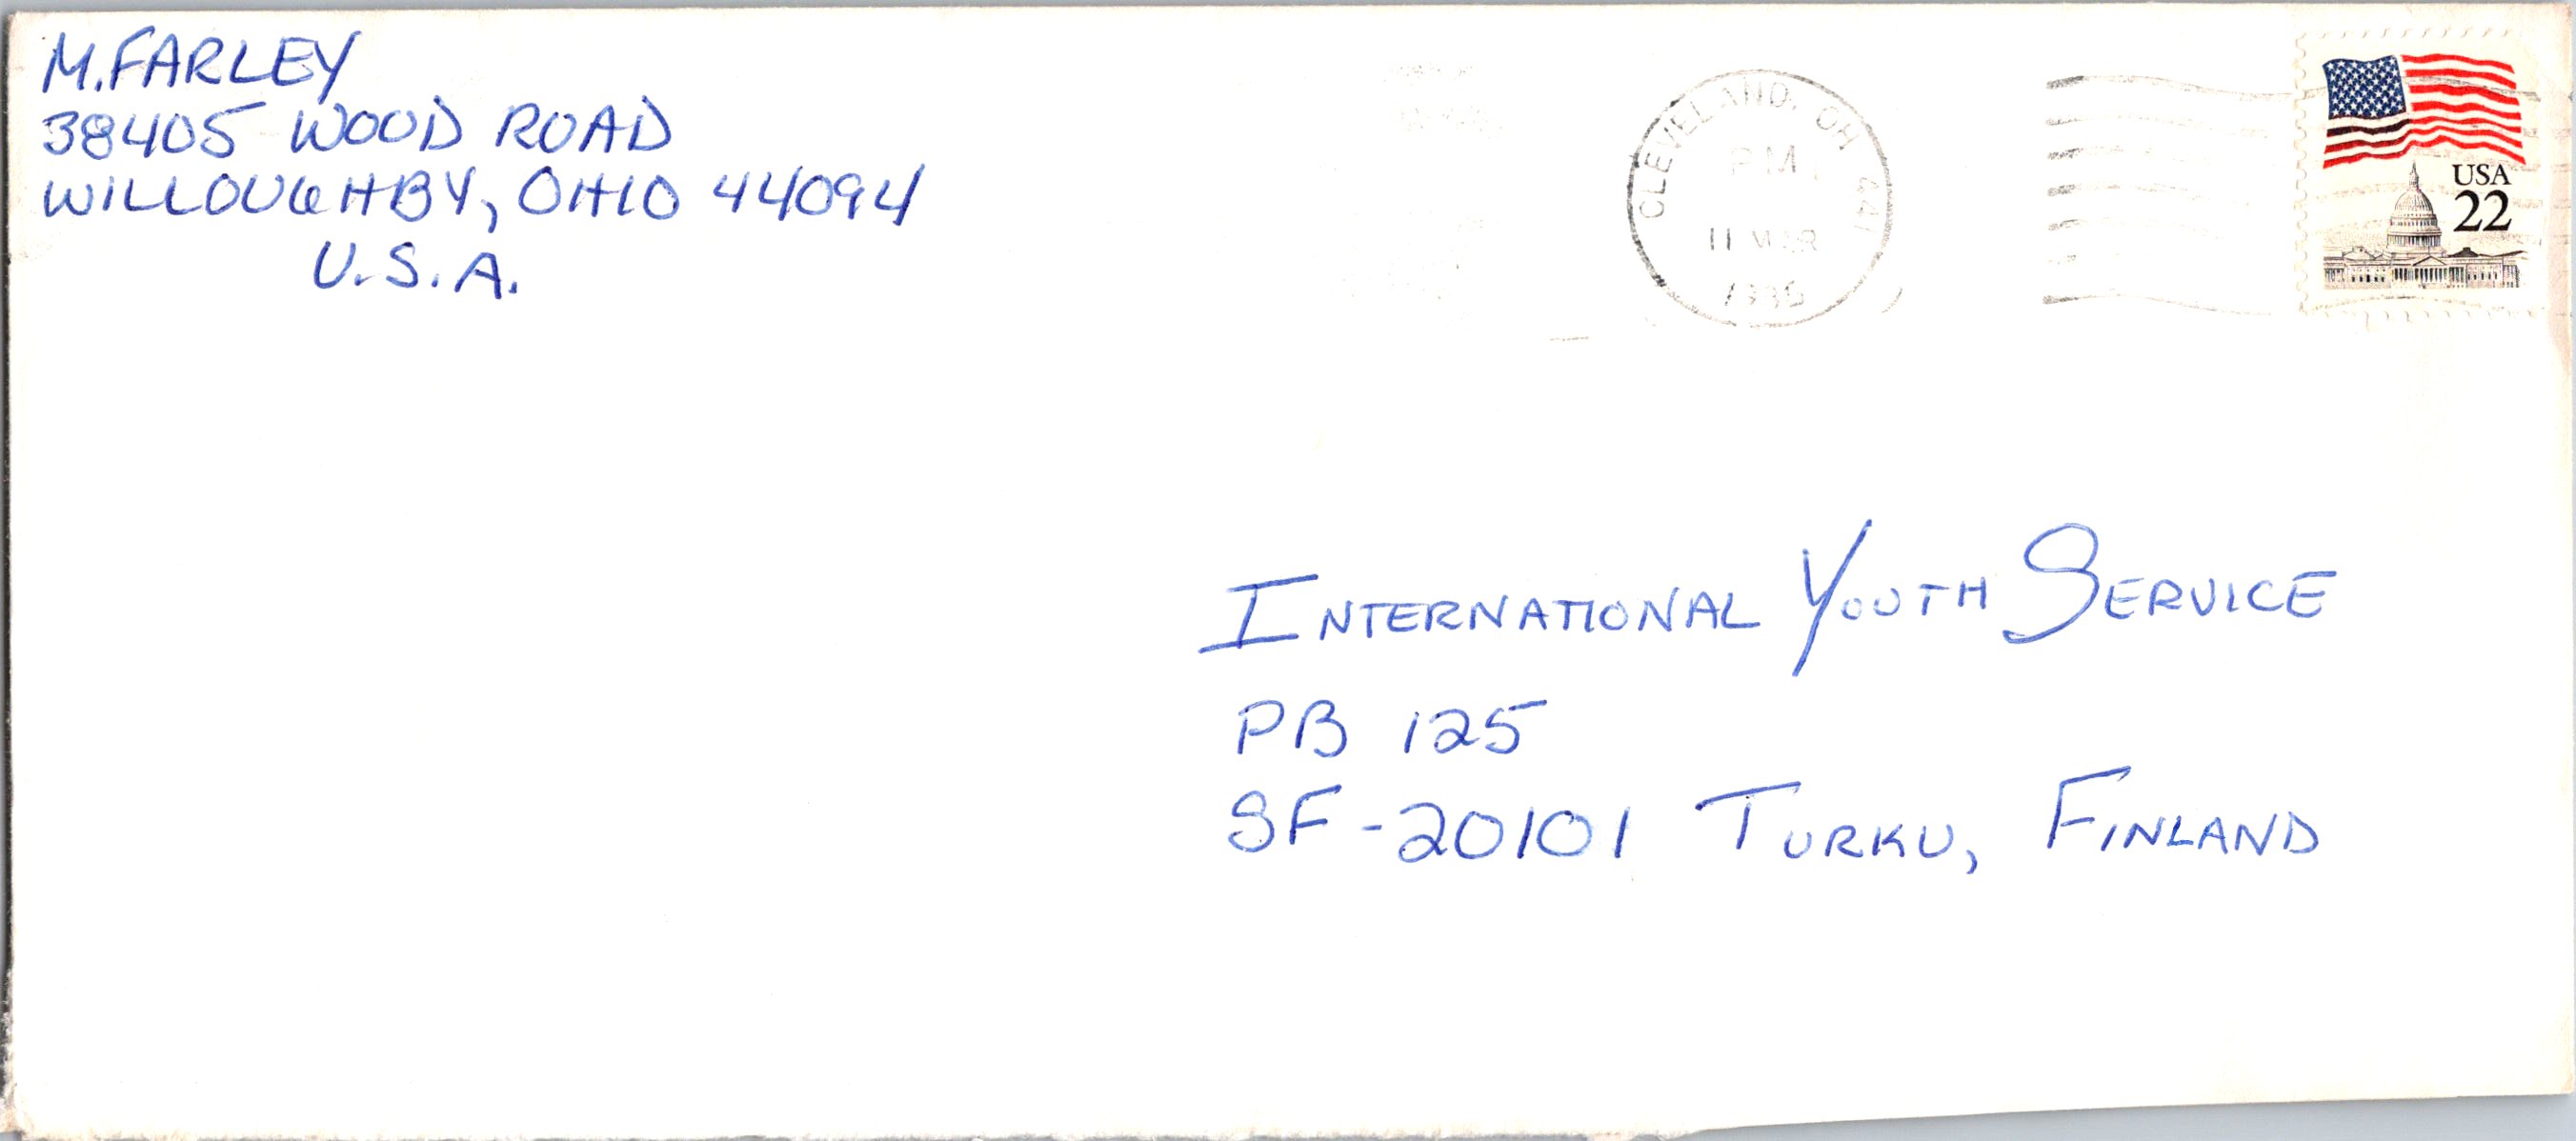 M. FARLEY
38405 WOOD ROAD
WILLOUGHBY, OHIO 44094
U.S.A.
CLEVELAND, OH 441
PM
11 MAR
USA
22
INTERNATIONAL YOUTH SERVICE
PB 125
SF-20101 TURKU, FINLAND